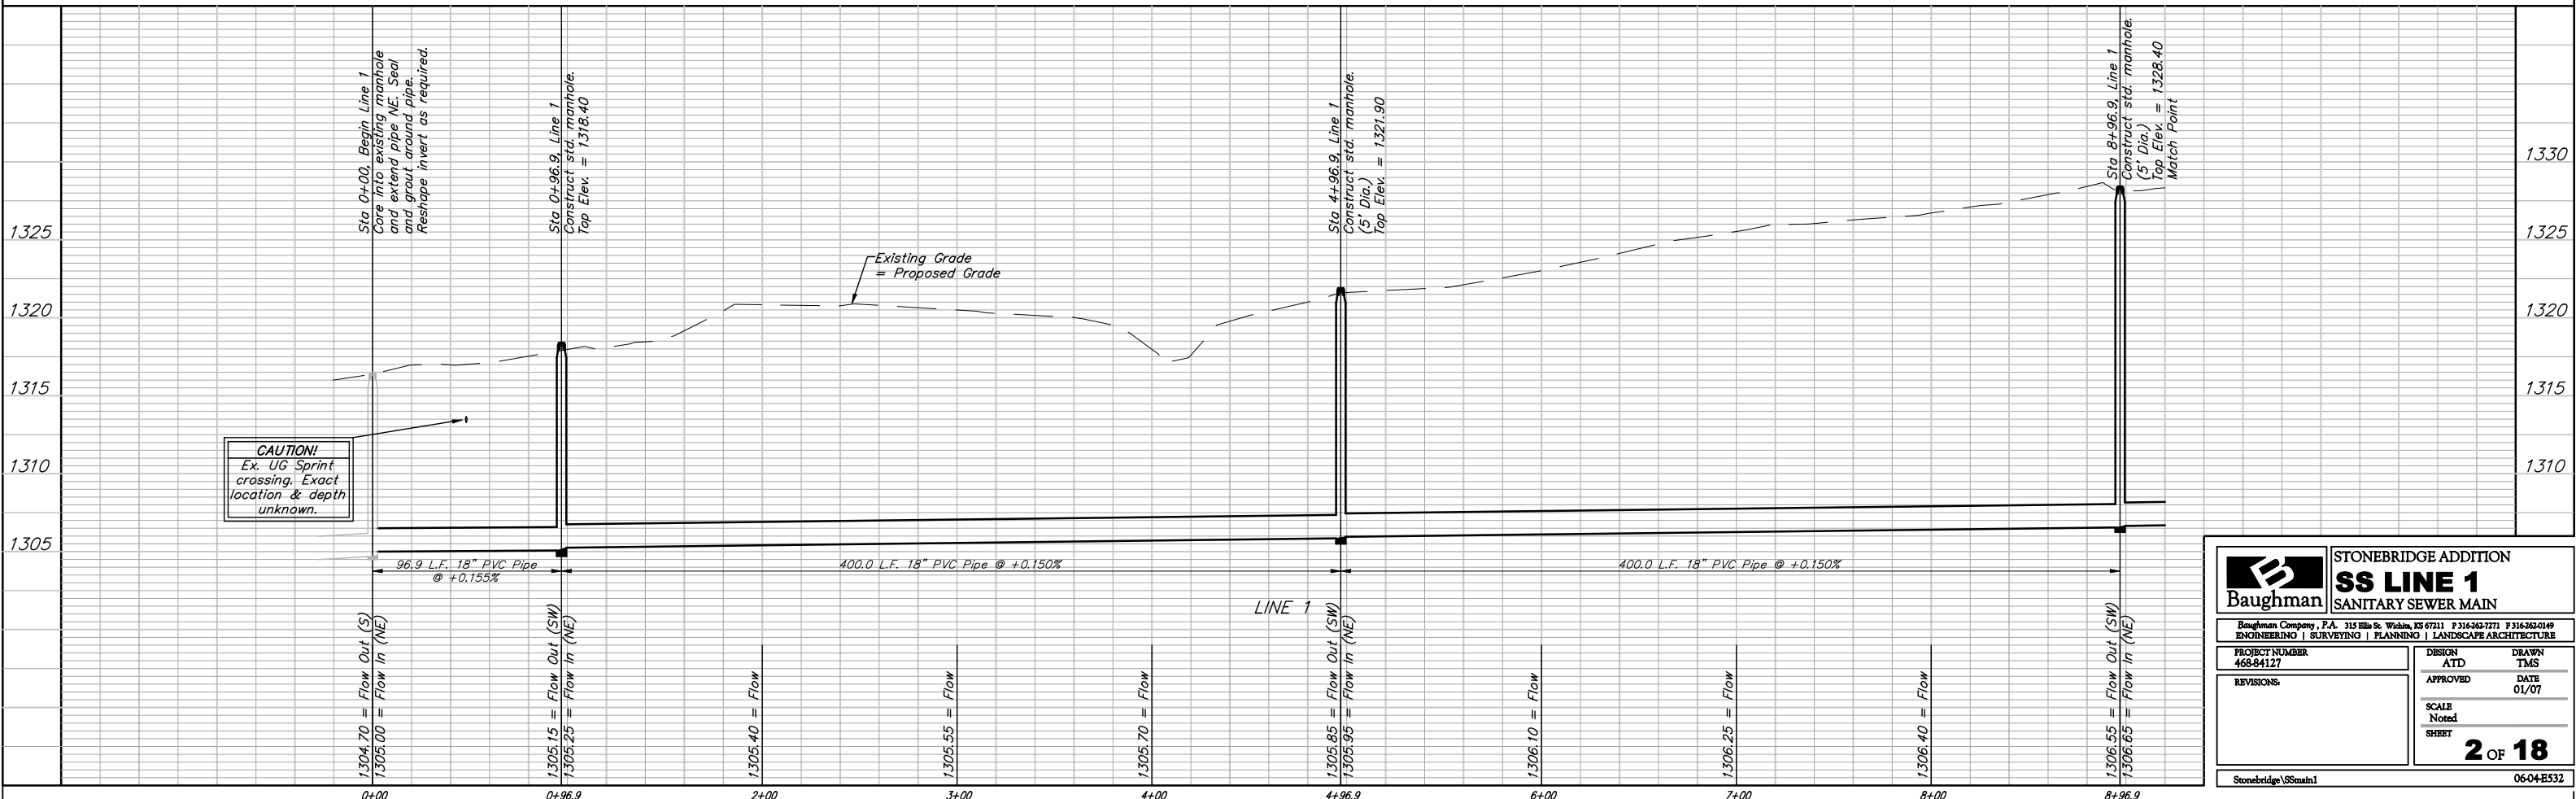 Sta 0+00, Begin Line 1
Core into existing manhole
and extend pipe NE. Seal
and grout around pipe.
Reshape invert as required.
Sta 0+96.9, Line 1
Construct std. manhole.
Top Elev. = 1318.40
Sta 4+96.9, Line 1
Construct std. manhole.
(5' Dia.)
Top Elev. = 1321.90
Sta 8+96.9, Line 1
Construct std. manhole.
(5' Dia.)
Top Elev. = 1328.40
Match Point
1330
1325
1325
Existing Grade
= Proposed Grade
1320
1320
1315
1315
CAUTION!
Ex. UG Sprint
crossing. Exact
location & depth
unknown.
1310
1310
1305
96.9 L.F. 18" PVC Pipe
@ +0.155%
400.0 L.F. 18" PVC Pipe @ +0.150%
400.0 L.F. 18" PVC Pipe @ +0.150%
LINE 1
1304.70 = Flow Out (S)
1305.00 = Flow In (NE)
1305.15 = Flow Out (SW)
1305.25 = Flow In (NE)
1305.40 = Flow
1305.55 = Flow
1305.70 = Flow
1305.85 = Flow Out (SW)
1305.95 = Flow In (NE)
1306.10 = Flow
1306.25 = Flow
1306.40 = Flow
1306.55 = Flow Out (SW)
1306.65 = Flow In (NE)
0+00
0+96.9
2+00
3+00
4+00
4+96.9
6+00
7+00
8+00
8+96.9
B
Baughman
STONEBRIDGE ADDITION
SS LINE 1
SANITARY SEWER MAIN
Baughman Company, P.A. 315 Ellis St. Wichita, KS 67211 P 316-262-7271 F 316-262-0149
ENGINEERING | SURVEYING | PLANNING | LANDSCAPE ARCHITECTURE
PROJECT NUMBER
468-84127
REVISIONS:
DESIGN
ATD
DRAWN
TMS
APPROVED
DATE
01/07
SCALE
Noted
SHEET
2 OF 18
Stonebridge\SSmain1
06-04-E532